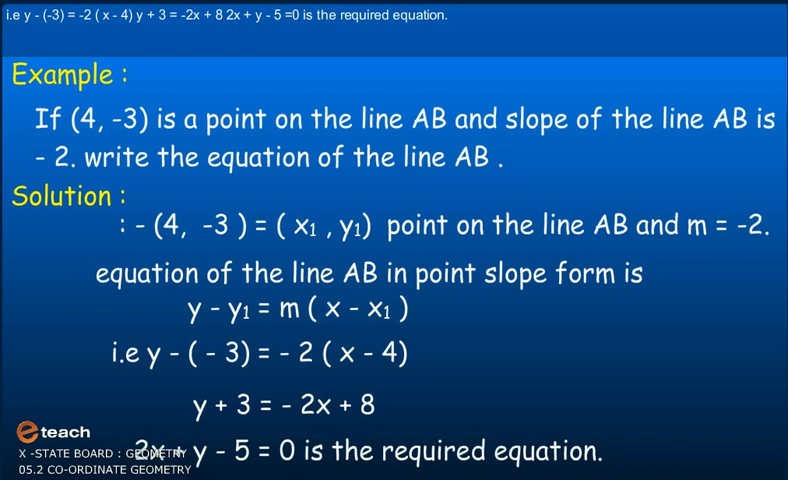 i.e y - (-3) = -2 ( x - 4) y + 3 = -2x + 8 2x + y - 5 =0 is the required equation.
Example :
If (4, -3) is a point on the line AB and slope of the line AB is
- 2. write the equation of the line AB .
Solution :
: - (4, -3 ) = ( x₁ , y₁) point on the line AB and m = -2.
equation of the line AB in point slope form is
y - y₁ = m ( x - x₁ )
i.e y - ( - 3) = - 2 ( x - 4)
y + 3 = - 2x + 8
2x + y - 5 = 0 is the required equation.
e teach
X -STATE BOARD : GEOMETRY
05.2 CO-ORDINATE GEOMETRY